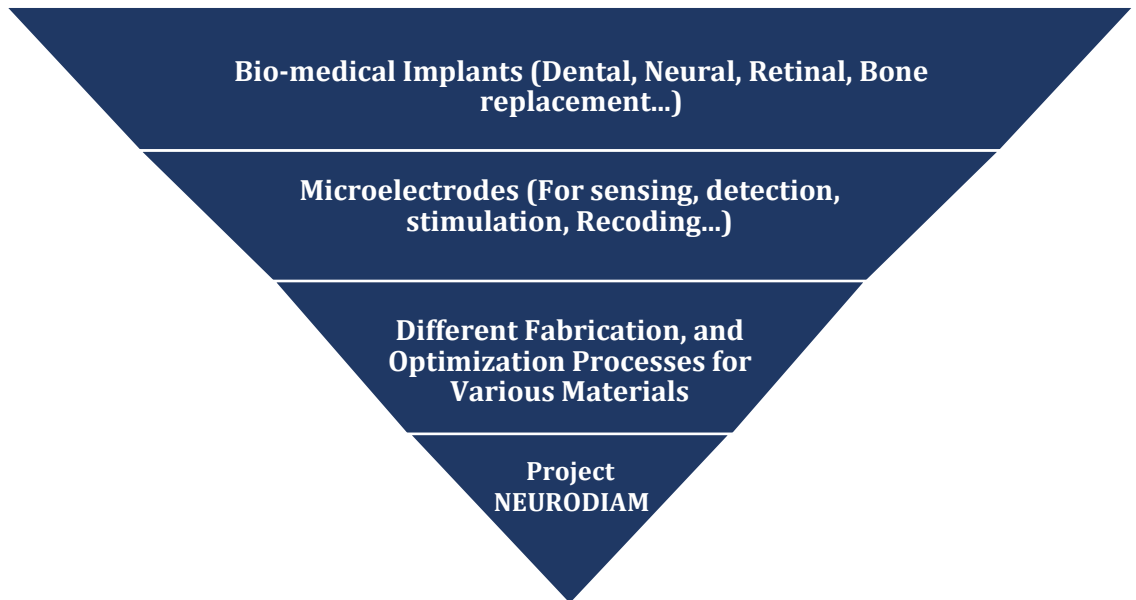 Bio-medical Implants (Dental, Neural, Retinal, Bone
replacement...)
Microelectrodes (For sensing, detection,
stimulation, Recoding...)
Different Fabrication, and
Optimization Processes for
Various Materials
Project
NEURODIAM